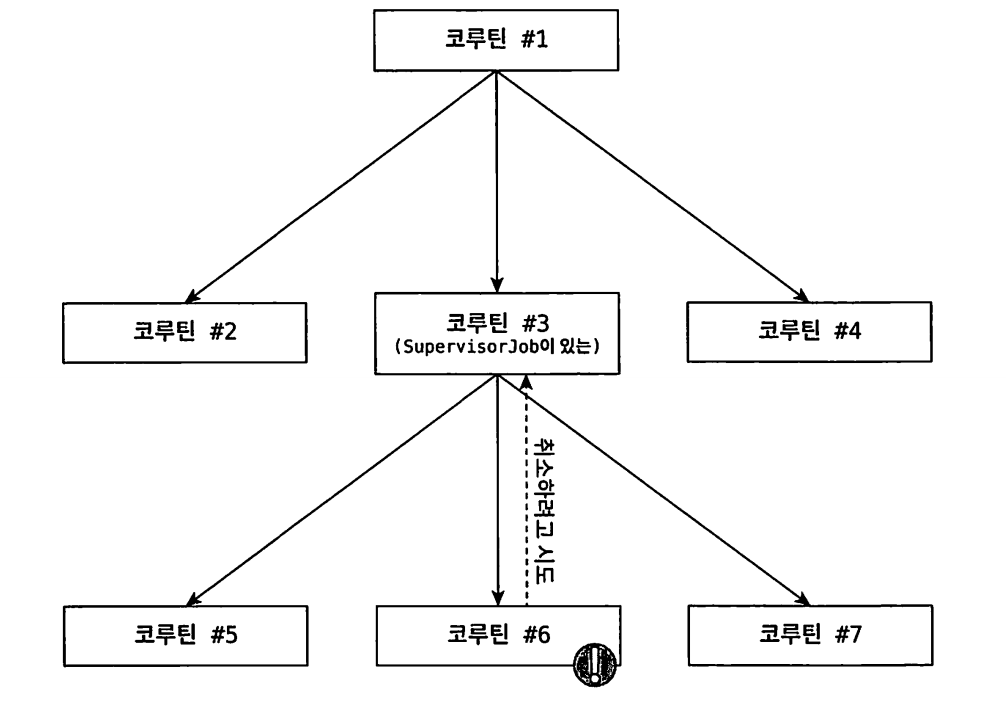 코루틴 #1
코루틴 #2
코루틴 #3
(SupervisorJob이 있는)
코루틴 #4
취소하려고 시도
코루틴 #5
코루틴 #6
코루틴 #7